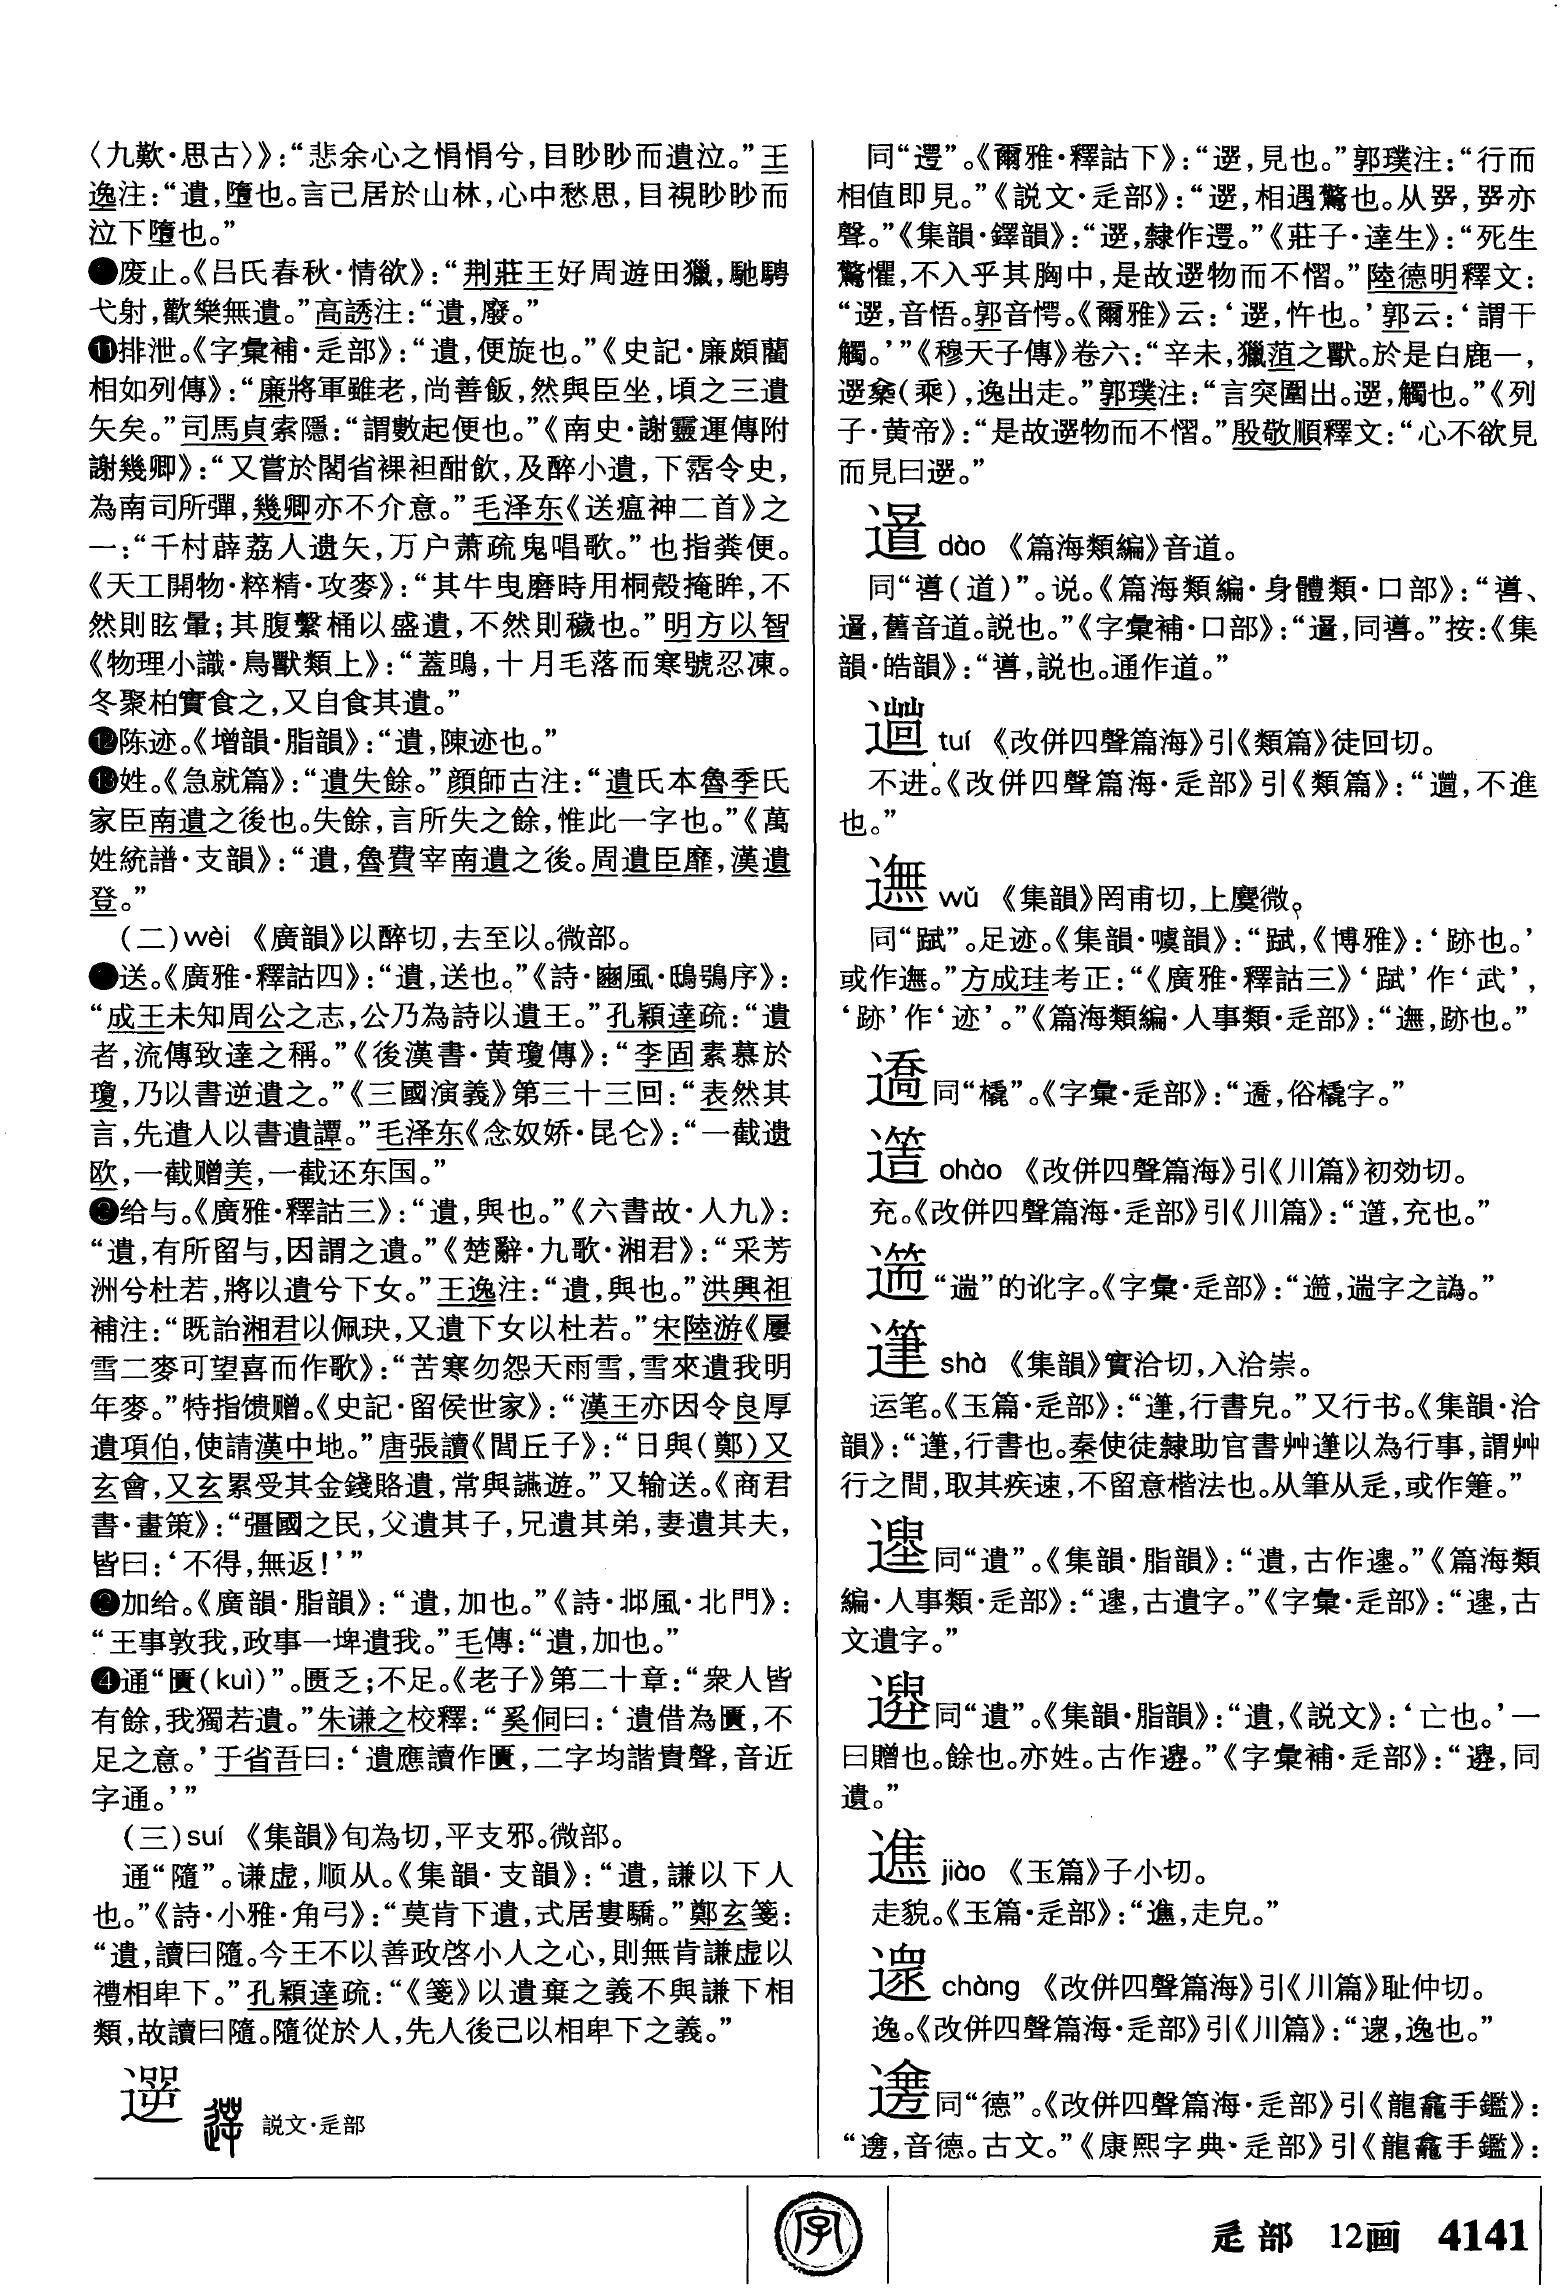 〈九歎·思古〉》：“悲余心之悁悁兮，目眇眇而遺泣。”王
逸注：“遺，墮也。言己居於山林，心中愁思，目視眇眇而
泣下墮也。”
废止。《吕氏春秋·情欲》：“荆莊王好周遊田獵，馳騁
弋射，歡樂無遺。”高誘注：“遺，廢。”
⓫排泄。《字彙補·辵部》：“遺，便旋也。”《史記·廉頗藺
相如列傳》：“廉將軍雖老，尚善飯，然與臣坐，頃之三遺
矢矣。”司馬貞索隱：“謂數起便也。”《南史·謝靈運傳附
謝幾卿》：“又嘗於閣省裸袒酣飲，及醉小遺，下霑令史，
為南司所彈，幾卿亦不介意。”毛泽东《送瘟神二首》之
一：“千村薜荔人遗矢，万户萧疏鬼唱歌。”也指粪便。
《天工開物·粹精·攻麥》：“其牛曳磨時用桐殻掩眸，不
然則眩暈；其腹繫桶以盛遺，不然則穢也。”明方以智
《物理小識·鳥獸類上》：“蓋鴠，十月毛落而寒號忍凍。
冬聚柏實食之，又自食其遺。”
⓬陈迹。《增韻·脂韻》：“遺，陳迹也。”
⓭姓。《急就篇》：“遺失餘。”顔師古注：“遺氏本魯季氏
家臣南遺之後也。失餘，言所失之餘，惟此一字也。”《萬
姓統譜·支韻》：“遺，魯費宰南遺之後。周遺臣靡，漢遺
登。”
（二）wèi 《廣韻》以醉切，去至以。微部。
送。《廣雅·釋詁四》：“遺，送也。”《詩·豳風·鴟鴞序》：
“成王未知周公之志，公乃為詩以遺王。”孔穎達疏：“遺
者，流傳致達之稱。”《後漢書·黄瓊傳》：“李固素慕於
瓊，乃以書逆遺之。”《三國演義》第三十三回：“表然其
言，先遣人以書遺譚。”毛泽东《念奴娇·昆仑》：“一截遗
欧，一截赠美，一截还东国。”
❷给与。《廣雅·釋詁三》：“遺，與也。”《六書故·人九》：
“遺，有所留与，因謂之遺。”《楚辭·九歌·湘君》：“采芳
洲兮杜若，將以遺兮下女。”王逸注：“遺，與也。”洪興祖
補注：“既詒湘君以佩玦，又遺下女以杜若。”宋陸游《屢
雪二麥可望喜而作歌》：“苦寒勿怨天雨雪，雪來遺我明
年麥。”特指馈赠。《史記·留侯世家》：“漢王亦因令良厚
遺項伯，使請漢中地。”唐張讀《閭丘子》：“日與（鄭）又
玄會，又玄累受其金錢賂遺，常與讌遊。”又输送。《商君
書·畫策》：“彊國之民，父遺其子，兄遺其弟，妻遺其夫，
皆曰：‘不得，無返！’”
加给。《廣韻·脂韻》：“遺，加也。”《詩·邶風·北門》：
“王事敦我，政事一埤遺我。”毛傳：“遺，加也。”
❹通“匱（kuì）”。匮乏；不足。《老子》第二十章：“衆人皆
有餘，我獨若遺。”朱谦之校釋：“奚侗曰：‘遺借為匱，不
足之意。’于省吾曰：‘遺應讀作匱，二字均諧貴聲，音近
字通。’”
（三）suí 《集韻》旬為切，平支邪。微部。
通“隨”。谦虚，顺从。《集韻·支韻》：“遺，謙以下人
也。”《詩·小雅·角弓》：“莫肯下遺，式居婁驕。”鄭玄箋：
“遺，讀曰隨。今王不以善政啓小人之心，則無肯謙虚以
禮相卑下。”孔穎達疏：“《箋》以遺棄之義不與謙下相
類，故讀曰隨。隨從於人，先人後己以相卑下之義。”
遻 説文·辵部
同“遌”。《爾雅·釋詁下》：“遻，見也。”郭璞注：“行而
相值即見。”《説文·辵部》：“遻，相遇驚也。从㖾，㖾亦
聲。”《集韻·鐸韻》：“遻，隸作遌。”《莊子·達生》：“死生
驚懼，不入乎其胸中，是故遻物而不慴。”陸德明釋文：
“遻，音悟。郭音愕。《爾雅》云：‘遻，忤也。’郭云：‘謂干
觸。’”《穆天子傳》卷六：“辛未，獵菹之獸。於是白鹿一，
遻椉（乘），逸出走。”郭璞注：“言突圍出。遻，觸也。”《列
子·黄帝》：“是故遻物而不慴。”殷敬順釋文：“心不欲見
而見曰遻。”
dào 《篇海類編》音道。
同“噵（道）”。说。《篇海類編·身體類·口部》：“噵、
，舊音道。説也。”《字彙補·口部》：“，同噵。”按：《集
韻·皓韻》：“噵，説也。通作道。”
tuí 《改併四聲篇海》引《類篇》徒回切。
不进。《改併四聲篇海·辵部》引《類篇》：“，不進
也。”
wǔ 《集韻》罔甫切，上麌微。
同“䟼”。足迹。《集韻·噳韻》：“䟼，《博雅》：‘跡也。’
或作。”方成珪考正：“《廣雅·釋詁三》‘䟼’作‘武’，
‘跡’作‘迹’。”《篇海類編·人事類·辵部》：“，跡也。”
同“橇”。《字彙·辵部》：“，俗橇字。”
chào 《改併四聲篇海》引《川篇》初効切。
充。《改併四聲篇海·辵部》引《川篇》：“，充也。”
“遄”的讹字。《字彙·辵部》：“，遄字之譌。”
shà 《集韻》實洽切，入洽崇。
运笔。《玉篇·辵部》：“，行書皃。”又行书。《集韻·洽
韻》：“，行書也。秦使徒隸助官書艸以為行事，謂艸
行之間，取其疾速，不留意楷法也。从筆从辵，或作䈉。”
同“遺”。《集韻·脂韻》：“遺，古作。”《篇海類
編·人事類·辵部》：“，古遺字。”《字彙·辵部》：“，古
文遺字。”
同“遺”。《集韻·脂韻》：“遺，《説文》：‘亡也。’一
曰贈也。餘也。亦姓。古作。”《字彙補·辵部》：“，同
遺。”
jiào 《玉篇》子小切。
走貌。《玉篇·辵部》：“，走皃。”
chàng 《改併四聲篇海》引《川篇》耻仲切。
逸。《改併四聲篇海·辵部》引《川篇》：“，逸也。”
同“德”。《改併四聲篇海·辵部》引《龍龕手鑑》：
“，音德。古文。”《康熙字典·辵部》引《龍龕手鑑》：
字
辵部 12画 4141